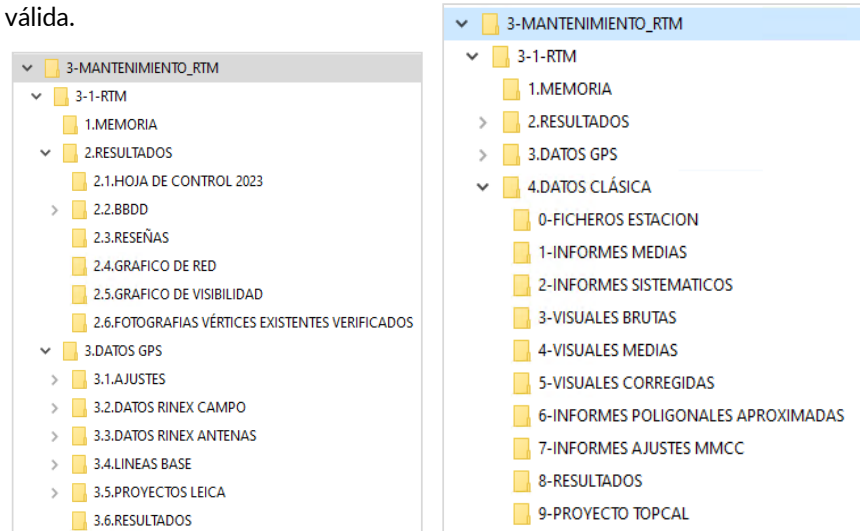 válida.
3-MANTENIMIENTO_RTM
3-1-RTM
1.MEMORIA
2.RESULTADOS
2.1.HOJA DE CONTROL 2023
2.2.BBDD
2.3.RESEÑAS
2.4.GRAFICO DE RED
2.5.GRAFICO DE VISIBILIDAD
2.6.FOTOGRAFIAS VÉRTICES EXISTENTES VERIFICADOS
3.DATOS GPS
3.1.AJUSTES
3.2.DATOS RINEX CAMPO
3.3.DATOS RINEX ANTENAS
3.4.LINEAS BASE
3.5.PROYECTOS LEICA
3.6.RESULTADOS
3-MANTENIMIENTO_RTM
3-1-RTM
1.MEMORIA
2.RESULTADOS
3.DATOS GPS
4.DATOS CLÁSICA
0-FICHEROS ESTACION
1-INFORMES MEDIAS
2-INFORMES SISTEMATICOS
3-VISUALES BRUTAS
4-VISUALES MEDIAS
5-VISUALES CORREGIDAS
6-INFORMES POLIGONALES APROXIMADAS
7-INFORMES AJUSTES MMCC
8-RESULTADOS
9-PROYECTO TOPCAL